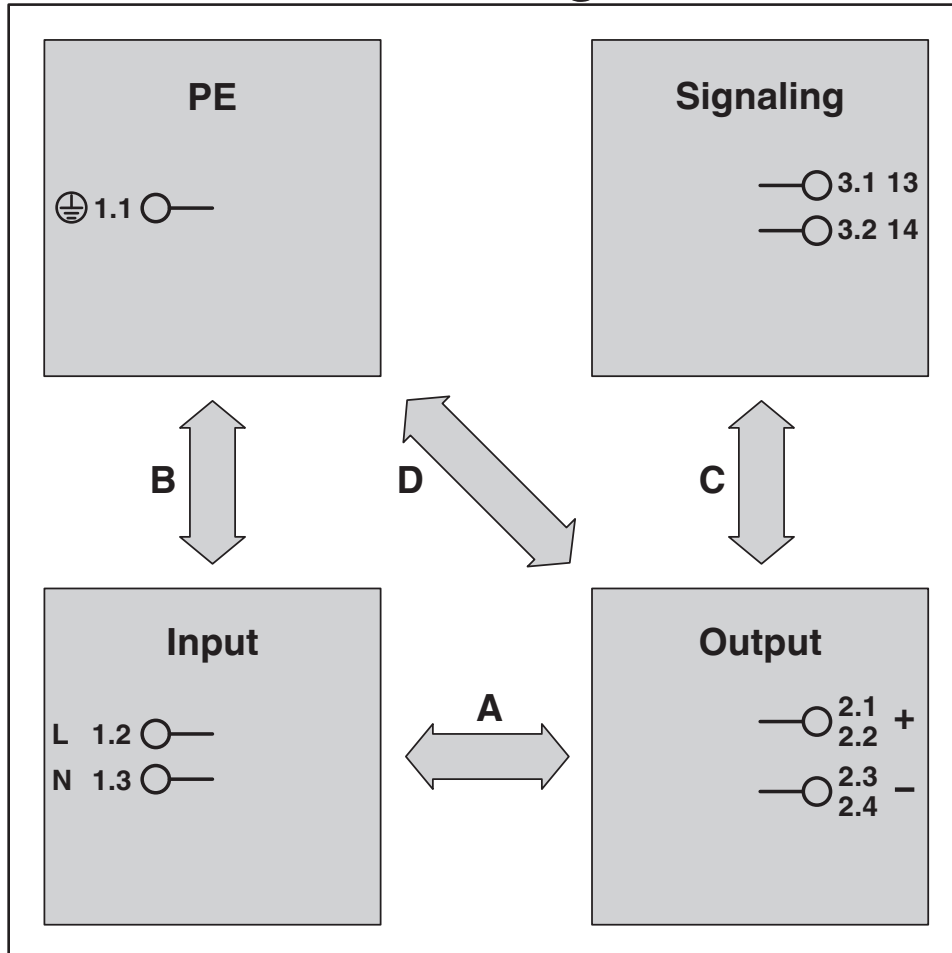 PE
Signaling
1.1
3.1 13
3.2 14
B
D
C
Input
Output
A
L 1.2
N 1.3
2.1
2.2
+
2.3
2.4
–